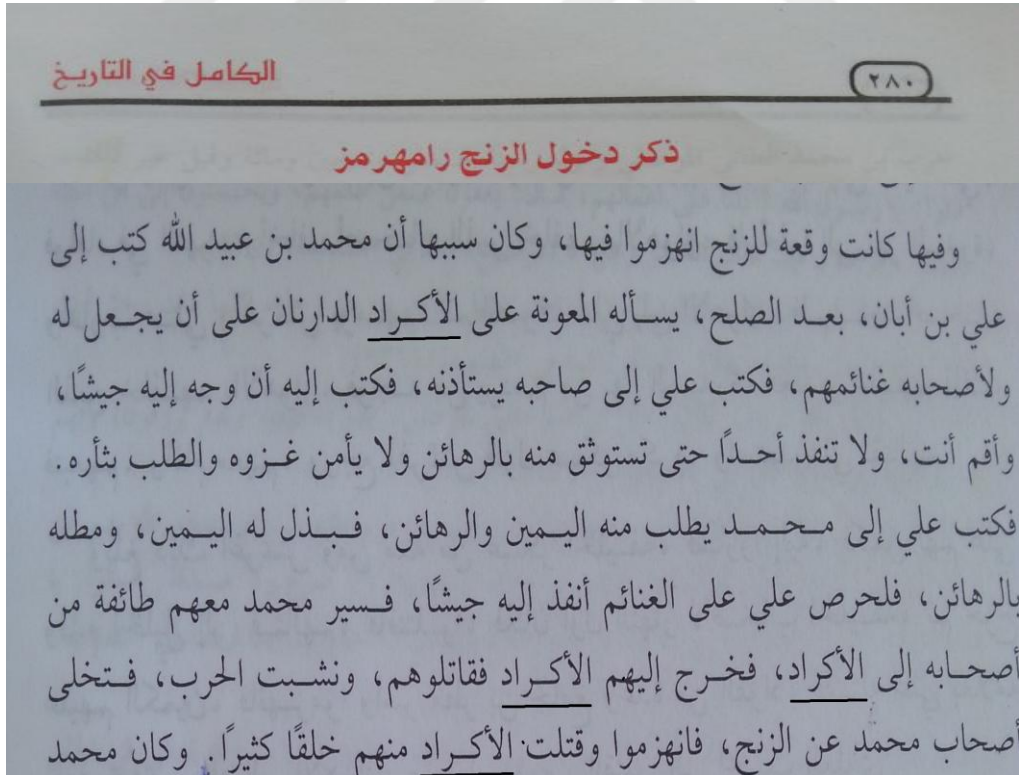 الكامل في التاريخ
٢٨٠
ذكر دخول الزنج رامهرمز
وفيها كانت وقعة للزنج انهزموا فيها، وكان سببها أن محمد بن عبيد الله كتب إلى
علي بن أبان، بعد الصلح، يسأله المعونة على الأكراد الدارنان على أن يجعل له
ولأصحابه غنائمهم، فكتب علي إلى صاحبه يستأذنه، فكتب إليه أن وجه إليه جيشًا،
وأقم أنت، ولا تنفذ أحدًا حتى تستوثق منه بالرهائن ولا يأمن غزوه والطلب بثأره.
فكتب علي إلى محمد يطلب منه اليمين والرهائن، فبذل له اليمين، ومطله
بالرهائن، فلحرص علي على الغنائم أنفذ إليه جيشًا، فسير محمد معهم طائفة من
أصحابه إلى الأكراد، فخرج إليهم الأكراد فقاتلوهم، ونشبت الحرب، فتخلى
أصحاب محمد عن الزنج، فانهزموا وقتلت الأكراد منهم خلقًا كثيرًا. وكان محمد